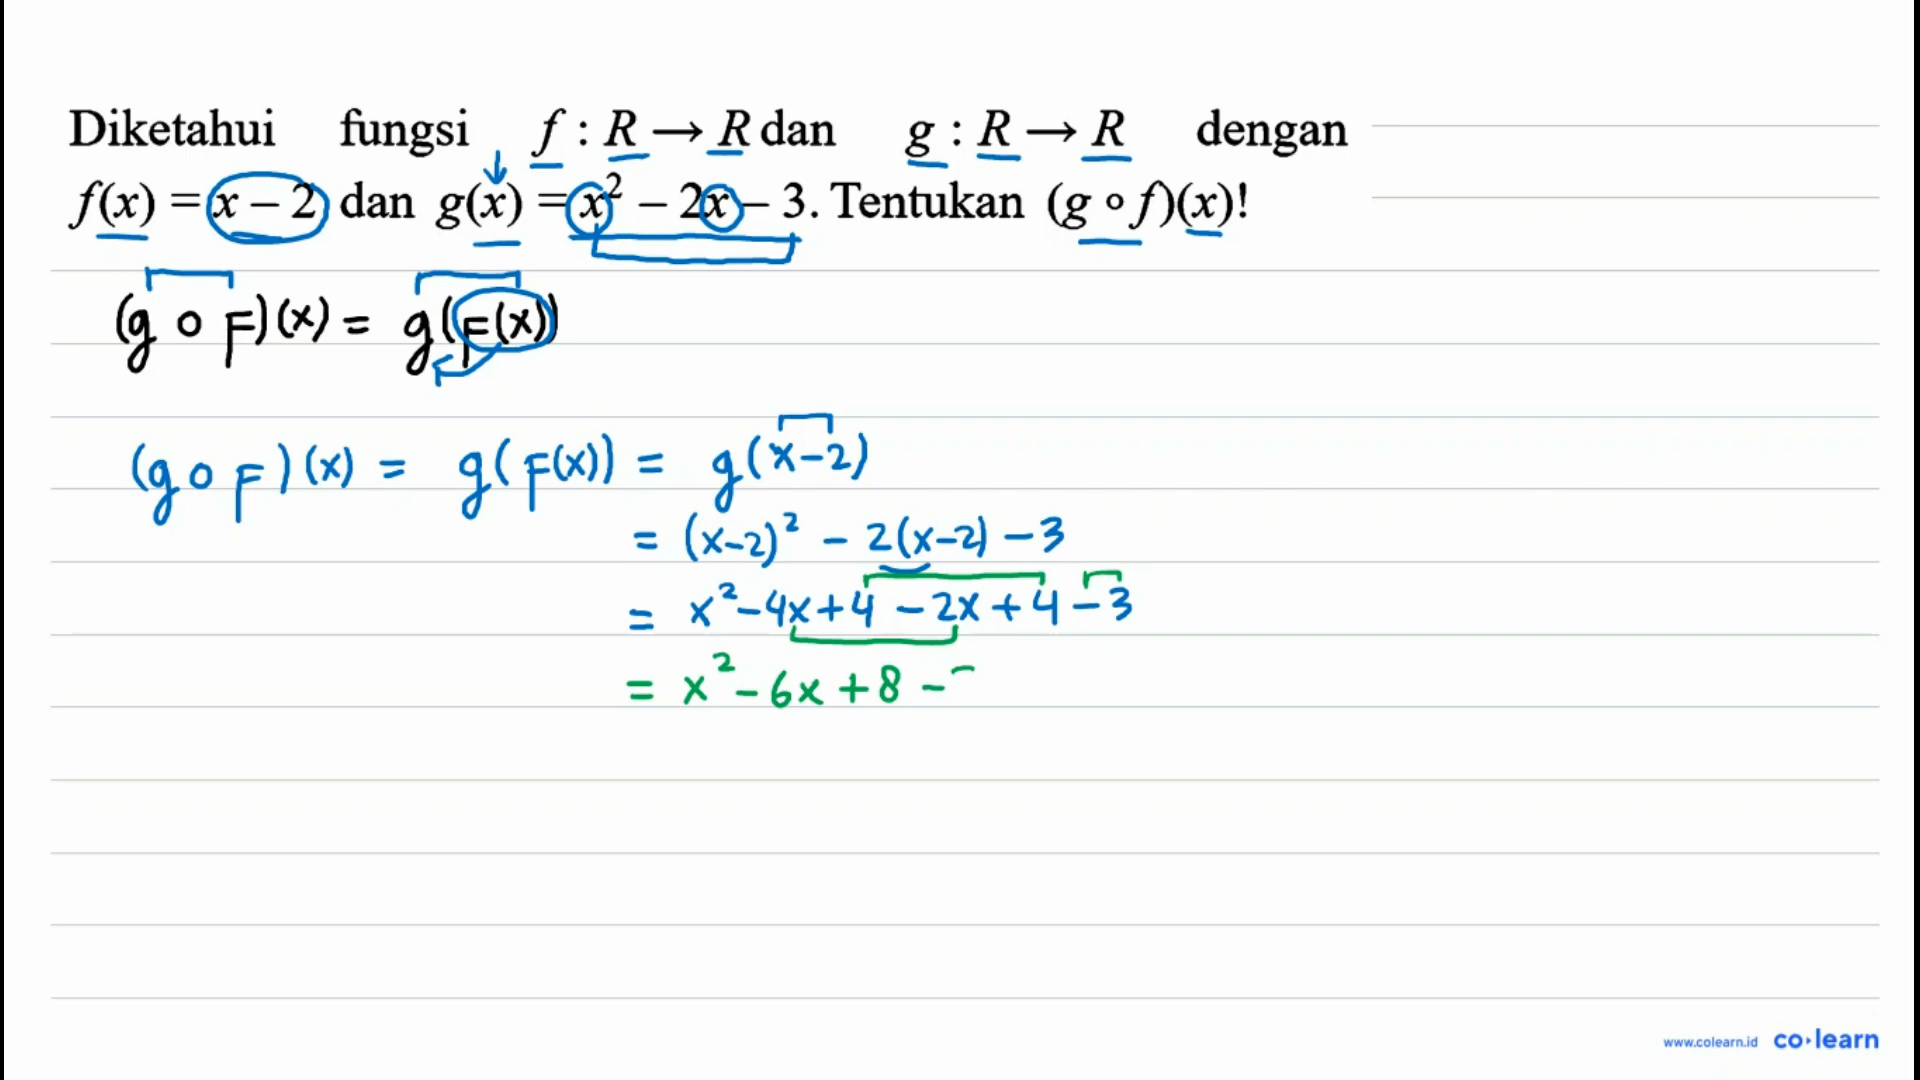 Diketahui fungsi f : R → R dan g : R → R dengan
f(x) = x − 2 dan g(x) = x² − 2x − 3. Tentukan (g ∘ f)(x)!
(g o F)(x) = g(F(x))
(g o F)(x) = g(F(x)) = g(x-2)
= (x-2)² - 2(x-2) - 3
= x² - 4x + 4 - 2x + 4 - 3
= x² - 6x + 8 -
www.colearn.id co·learn